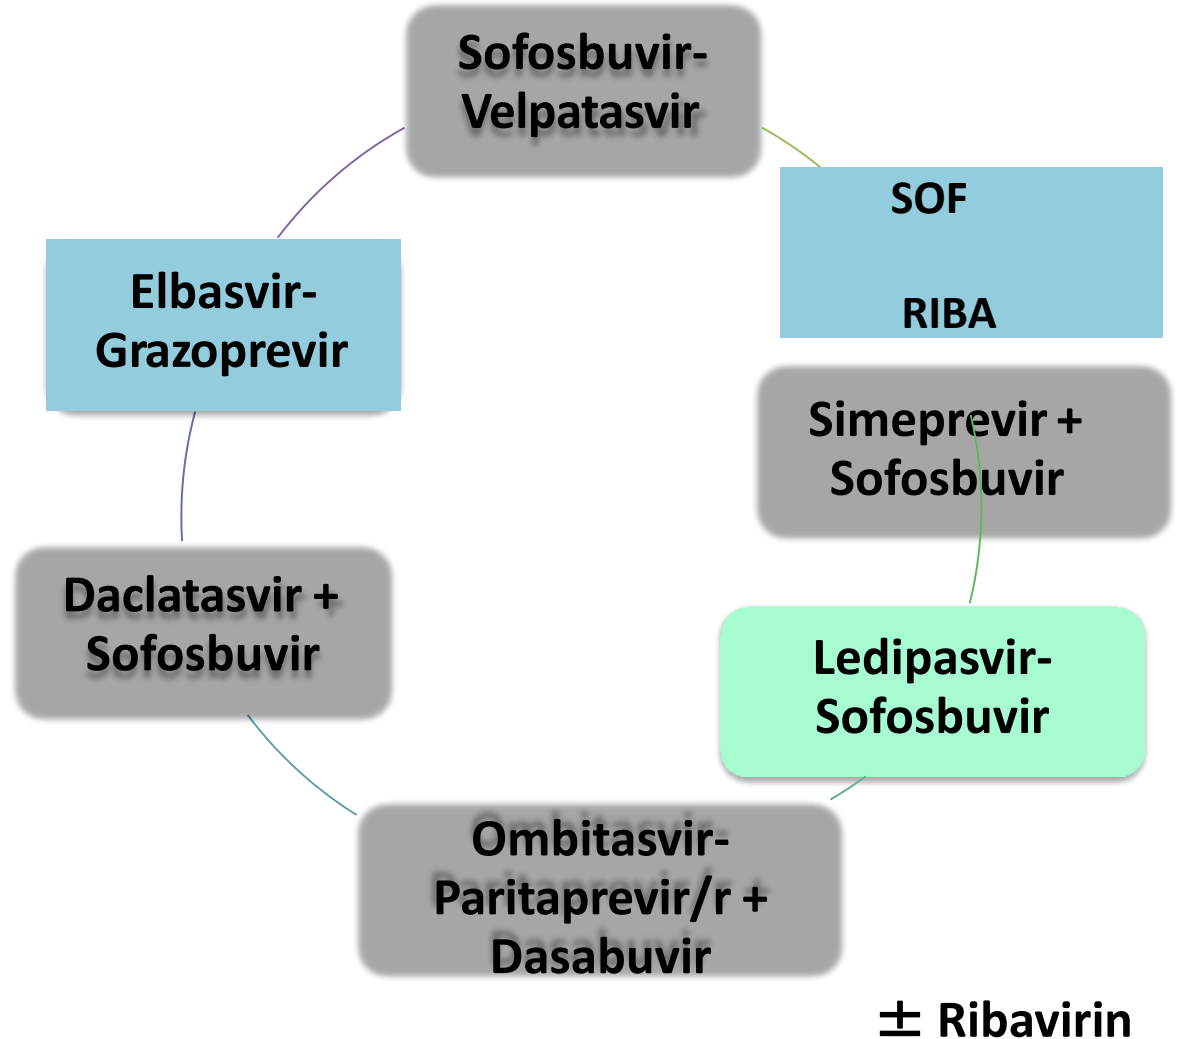 Sofosbuvir-
Velpatasvir
SOF
RIBA
Elbasvir-
Grazoprevir
Simeprevir +
Sofosbuvir
Daclatasvir +
Sofosbuvir
Ledipasvir-
Sofosbuvir
Ombitasvir-
Paritaprevir/r +
Dasabuvir
± Ribavirin